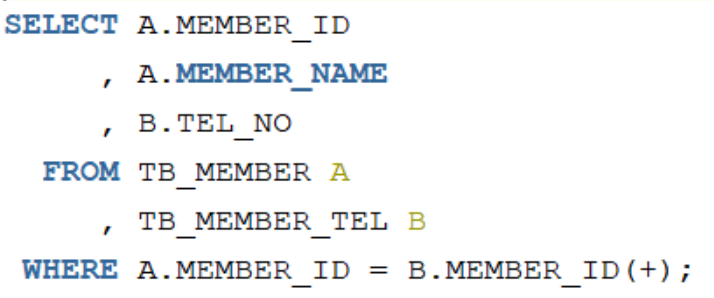 SELECT A.MEMBER_ID
, A.MEMBER_NAME
, B.TEL_NO
FROM TB_MEMBER A
, TB_MEMBER_TEL B
WHERE A.MEMBER_ID = B.MEMBER_ID(+);